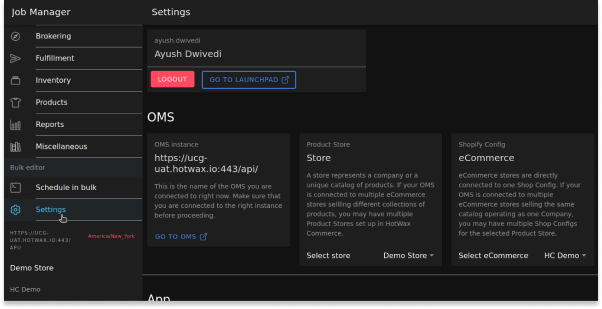 Job Manager
Brokering
Fulfillment
Inventory
Products
Reports
Miscellaneous
Bulk editor
Schedule in bulk
Settings
HTTPS://UCG-
UAT.HOTWAX.IO:443/
API/
America/New_York
Demo Store
HC Demo
Settings
ayush.dwivedi
Ayush Dwivedi
LOGOUT
GO TO LAUNCHPAD
OMS
OMS instance
https://ucg-
uat.hotwax.io:443/api/
This is the name of the OMS you are
connected to right now. Make sure that
you are connected to the right instance
before proceeding.
GO TO OMS
Product Store
Store
A store represents a company or a
unique catalog of products. If your OMS
is connected to multiple eCommerce
stores selling different collections of
products, you may have multiple
Product Stores set up in HotWax
Commerce.
Select store
Demo Store
Shopify Config
eCommerce
eCommerce stores are directly
connected to one Shop Config. If your
OMS is connected to multiple
eCommerce stores selling the same
catalog operating as one Company,
you may have multiple Shop Configs
for the selected Product Store.
Select eCommerce
HC Demo
App